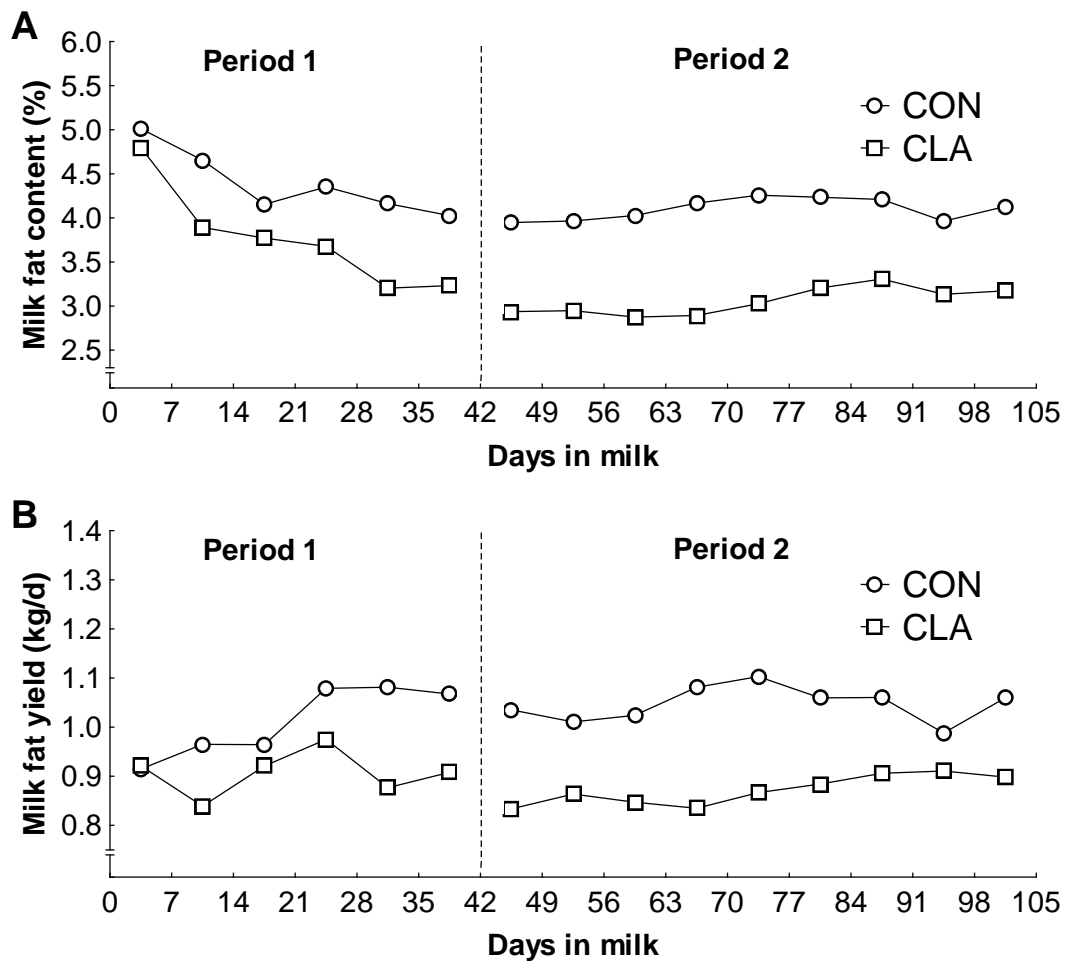 A
Period 1
Period 2
CON
CLA
Milk fat content (%)
6.0
5.5
5.0
4.5
4.0
3.5
3.0
2.5
0 7 14 21 28 35 42 49 56 63 70 77 84 91 98 105
Days in milk
B
Period 1
Period 2
CON
CLA
Milk fat yield (kg/d)
1.4
1.3
1.2
1.1
1.0
0.9
0.8
0 7 14 21 28 35 42 49 56 63 70 77 84 91 98 105
Days in milk